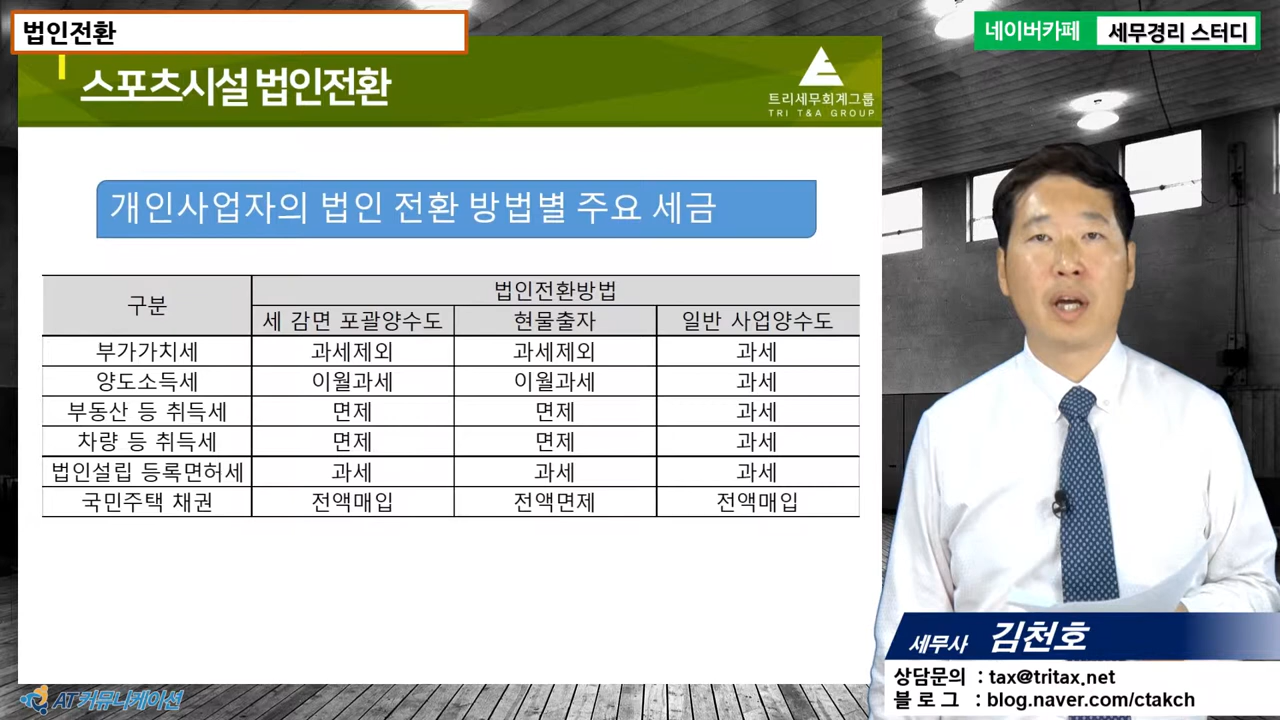 법인전환
네이버카페 세무경리 스터디
스포츠시설 법인전환
트리세무회계그룹
TRI T&A GROUP
개인사업자의 법인 전환 방법별 주요 세금
구분 법인전환방법
세 감면 포괄양수도 현물출자 일반 사업양수도
부가가치세 과세제외 과세제외 과세
양도소득세 이월과세 이월과세 과세
부동산 등 취득세 면제 면제 과세
차량 등 취득세 면제 면제 과세
법인설립 등록면허세 과세 과세 과세
국민주택 채권 전액매입 전액면제 전액매입
세무사 김천호
상담문의 : tax@tritax.net
블로그 : blog.naver.com/ctakch
AT커뮤니케이션